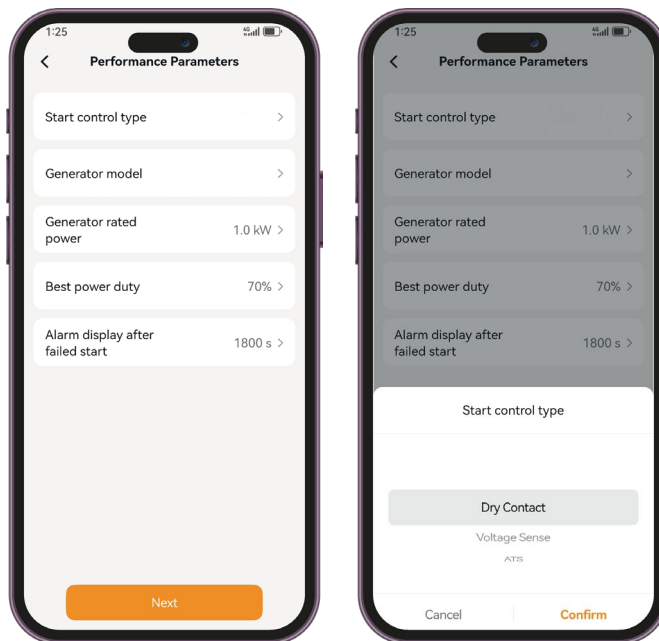 1:25
4G
Performance Parameters
Start control type
Generator model
Generator rated
power
1.0 kW
Best power duty
70%
Alarm display after
failed start
1800 s
Next
1:25
4G
Performance Parameters
Start control type
Generator model
Generator rated
power
1.0 kW
Best power duty
70%
Alarm display after
failed start
1800 s
Start control type
Dry Contact
Voltage Sense
ATS
Cancel
Confirm